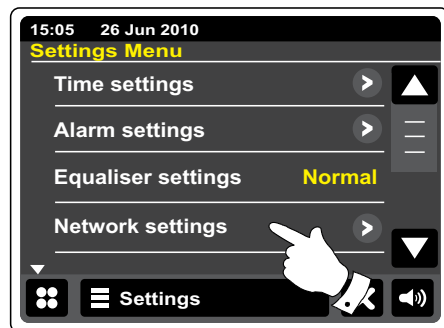 15:05 26 Jun 2010
Settings Menu
Time settings
Alarm settings
Equaliser settings Normal
Network settings
Settings